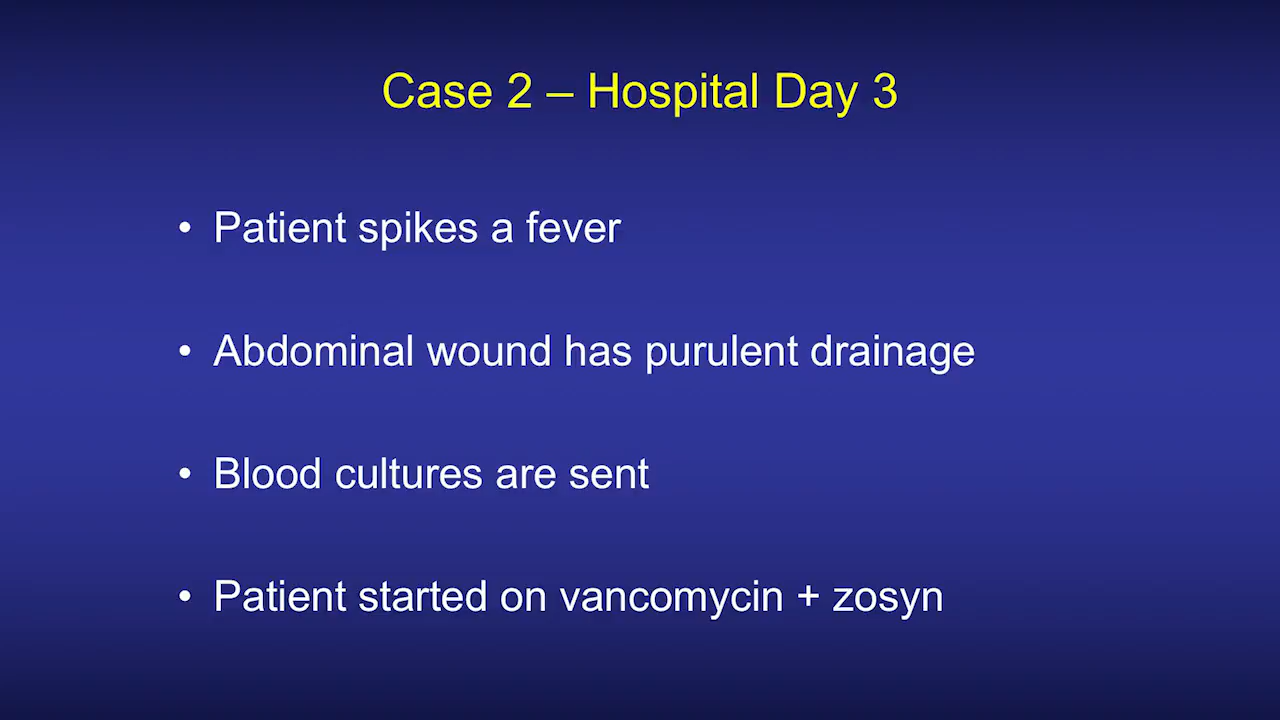 Case 2 – Hospital Day 3
• Patient spikes a fever
• Abdominal wound has purulent drainage
• Blood cultures are sent
• Patient started on vancomycin + zosyn